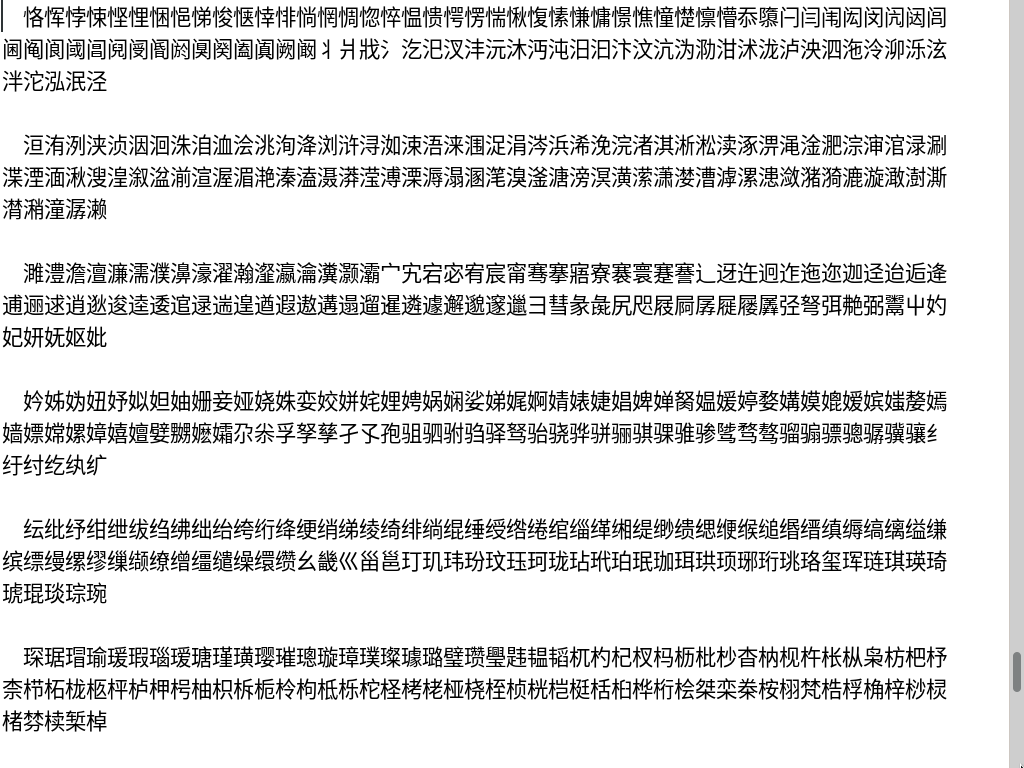 恪恽悖悚悭悝悃悒悌悛惬悻悱惝惘惆惚悴愠愦愕愣惴愀愎愫慊慵憬憔憧憷懔懵忝隳闩闫闱闳闵闶闼闾
阃阄阆阈阊阋阌阍阏阒阕阖阗阙阚丬爿戕氵汔汜汊沣沅沐沔沌汨汩汴汶沆沩泐泔沭泷泸泱泗沲泠泖泺泫
泮沱泓泯泾
洹洧洌浃浈洇洄洙洎洫浍洮洵洚浏浒浔洳涑浯涞涠浞涓涔浜浠浼浣渚淇淅淞渎涿淠渑淦淝淙渖涫渌涮
渫湮湎湫溲湟溆湓湔渲渥湄滟溱溘滠漭滢溥溧溽溻溷滗溴滏溏滂溟潢潆潇漤漕滹漯漶潋潴漪漉漩澉澍澌
潸潲潼潺濑
濉澧澹澶濂濡濮濞濠濯瀚瀣瀛瀹瀵灏灞宀宄宕宓宥宸甯骞搴寤寮褰寰蹇謇辶迓迕迥迮迤迩迦迳迨逅逄
逋逦逑逍逖逡逵逶逭逯遄遑遒遐遨遘遢遛暹遴遽邂邈邃邋彐彗彖彘尻咫屐屙孱屣屦羼弪弩弭艴弼鬻屮妁
妃妍妩妪妣
妗姊妫妞妤姒妲妯姗妾娅娆姝娈姣姘姹娌娉娲娴娑娣娓婀婧婊婕娼婢婵胬媪媛婷婺媾嫫媲嫒嫔媸嫠嫣
嫱嫖嫦嫘嫜嬉嬗嬖嬲嬷孀尕尜孚孥孳孑孓孢驵驷驸驺驿驽骀骁骅骈骊骐骒骓骖骘骛骜骝骟骠骢骣骥骧纟
纡纣纥纨纩
纭纰纾绀绁绂绉绋绌绐绔绗绛绠绡绨绫绮绯绱绲缍绶绺绻绾缁缂缃缇缈缋缌缏缑缒缗缙缜缛缟缡缢缣
缤缥缦缧缪缫缬缭缯缰缱缲缳缵幺畿巛甾邕玎玑玮玢玟珏珂珑玷玳珀珉珈珥珙顼琊珩珧珞玺珲琏琪瑛琦
琥琨琰琮琬
琛琚瑁瑜瑗瑕瑙瑷瑭瑾璜璎璀璁璇璋璞璨璩璐璧瓒璺韪韫韬杌杓杞杈杩枥枇杪杳枘枧杵枨枞枭枋杷杼
柰栉柘栊柩枰栌柙枵柚枳柝栀柃枸柢栎柁柽栲栳桠桡桎桢桄桤梃栝桕桦桁桧桀栾桊桉栩梵梏桴桷梓桫棂
楮棼椟椠棹